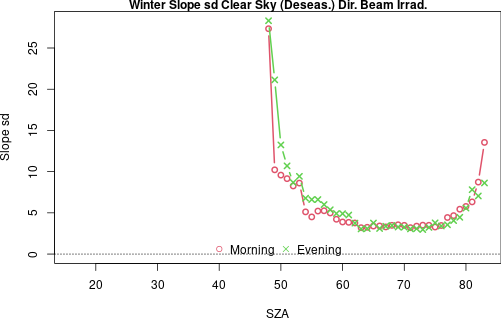 Winter Slope sd Clear Sky (Deseas.) Dir. Beam Irrad.
Slope sd
25
20
15
10
5
0
Morning Evening
20 30 40 50 60 70 80
SZA